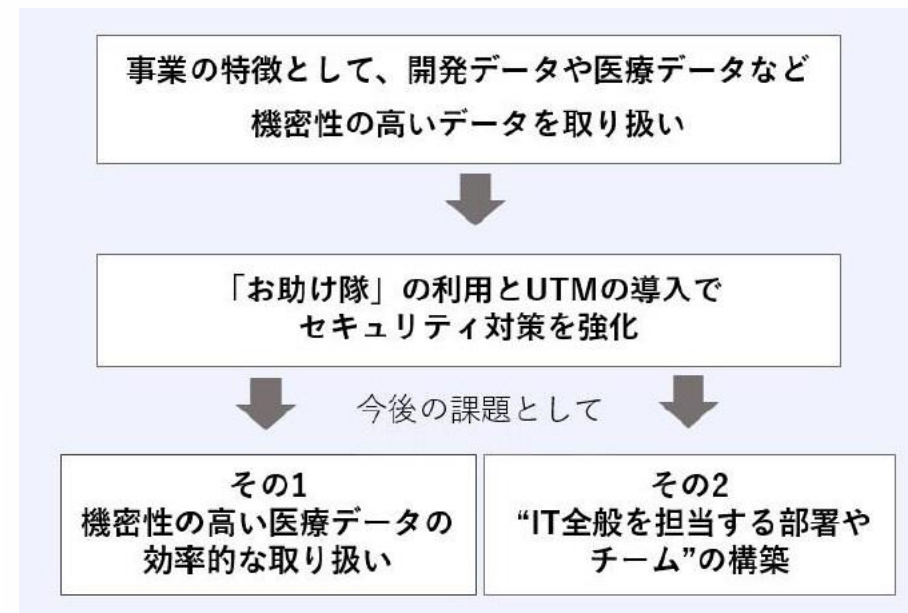 事業の特徴として、開発データや医療データなど
機密性の高いデータを取り扱い
「お助け隊」の利用とUTMの導入で
セキュリティ対策を強化
今後の課題として
その1
機密性の高い医療データの
効率的な取り扱い
その2
“IT全般を担当する部署や
チーム”の構築